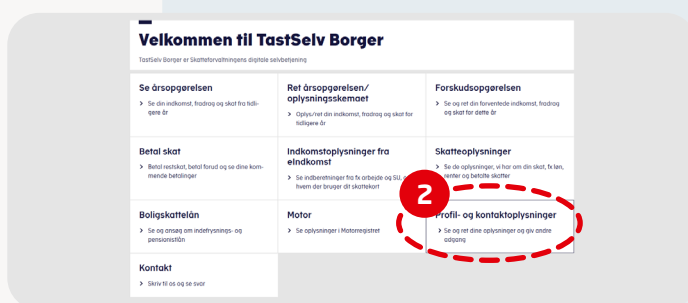 Velkommen til TastSelv Borger
TastSelv Borger er Skatteforvaltningens digitale selvbetjening
Se årsopgørelsen
Se din indkomst, fradrag og skat fra tidli-
gere år
Ret årsopgørelsen/
oplysningsskemaet
Oplys/ret din indkomst, fradrag og skat for
tidligere år
Forskudsopgørelsen
Se og ret din forventede indkomst, fradrag
og skat for dette år
Betal skat
Betal restskat, betal forud og se dine kom-
mende betalinger
Indkomstoplysninger fra
eIndkomst
Se indberetninger fra fx arbejde og SU,
hvem der bruger dit skattekort
Skatteoplysninger
Se de oplysninger, vi har om din skat, fx løn,
renter og betalte skatter
2
Boligskattelån
Se og ansøg om indefrysnings- og
pensionistlån
Motor
Se oplysninger i Motorregistret
Profil- og kontaktoplysninger
Se og ret dine oplysninger og giv andre
adgang
Kontakt
Skriv til os og se svar